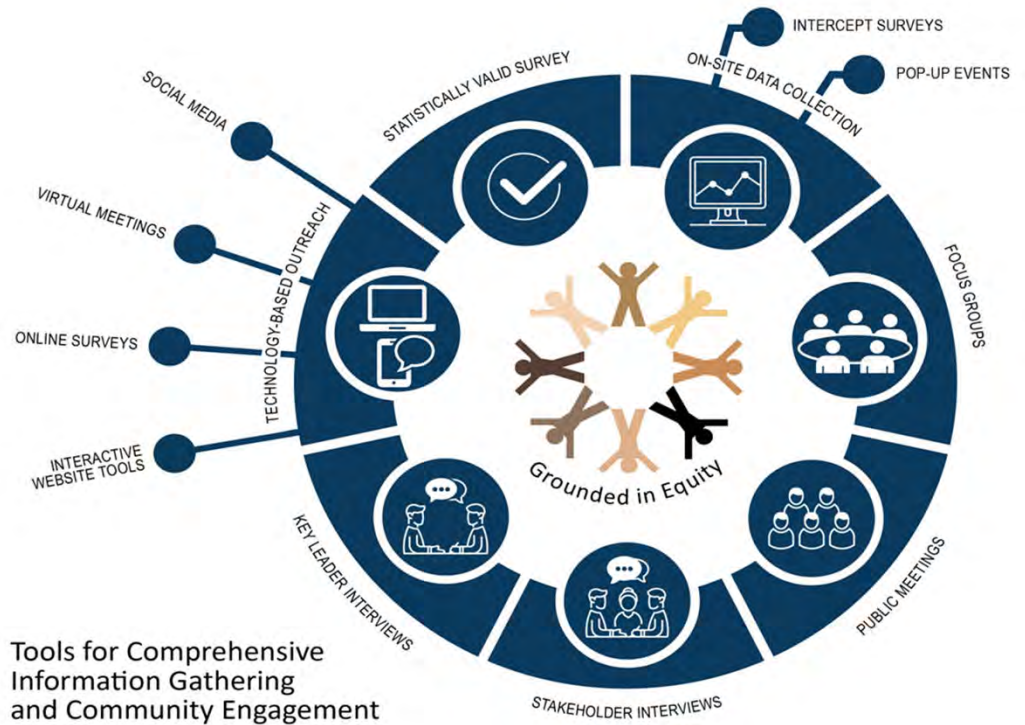 INTERCEPT SURVEYS
ON-SITE DATA COLLECTION
POP-UP EVENTS
STATISTICALLY VALID SURVEY
SOCIAL MEDIA
VIRTUAL MEETINGS
TECHNOLOGY-BASED OUTREACH
ONLINE SURVEYS
INTERACTIVE
WEBSITE TOOLS
FOCUS GROUPS
Grounded in Equity
KEY LEADER INTERVIEWS
PUBLIC MEETINGS
STAKEHOLDER INTERVIEWS
Tools for Comprehensive
Information Gathering
and Community Engagement